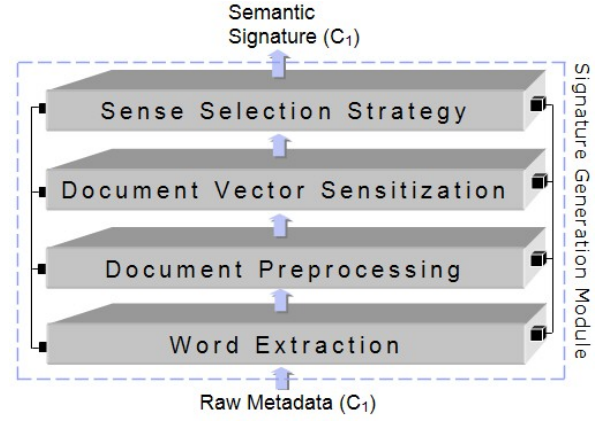 Semantic
Signature (C₁)
Sense Selection Strategy
Document Vector Sensitization
Document Preprocessing
Word Extraction
Raw Metadata (C₁)
Signature Generation Module